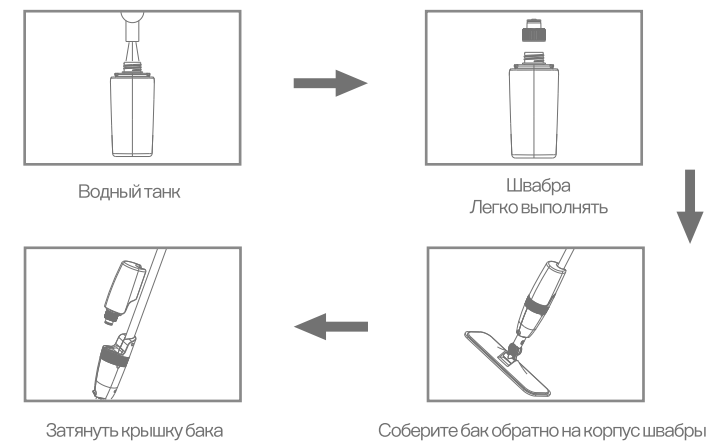 Водный танк
Швабра
Легко выполнять
Затянуть крышку бака
Соберите бак обратно на корпус швабры